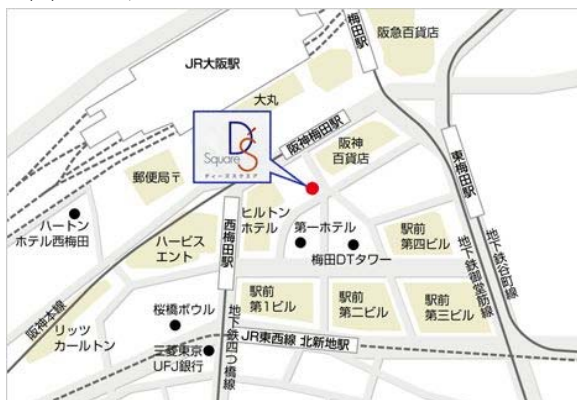 梅田駅
阪急百貨店
JR大阪駅
大丸
阪神梅田駅
D'S
Square
ディーズスクエア
阪神
百貨店
東梅田駅
郵便局〒
ハートン
ホテル西梅田
ヒルトン
ホテル
西梅田駅
第一ホテル
梅田DTタワー
駅前
第四ビル
ハービス
エント
地下鉄谷町線
地下鉄御堂筋線
阪神本線
リッツ
カールトン
桜橋ボウル
三菱東京
UFJ銀行
地下鉄四つ橋線
駅前
第1ビル
駅前
第二ビル
駅前
第三ビル
JR東西線 北新地駅